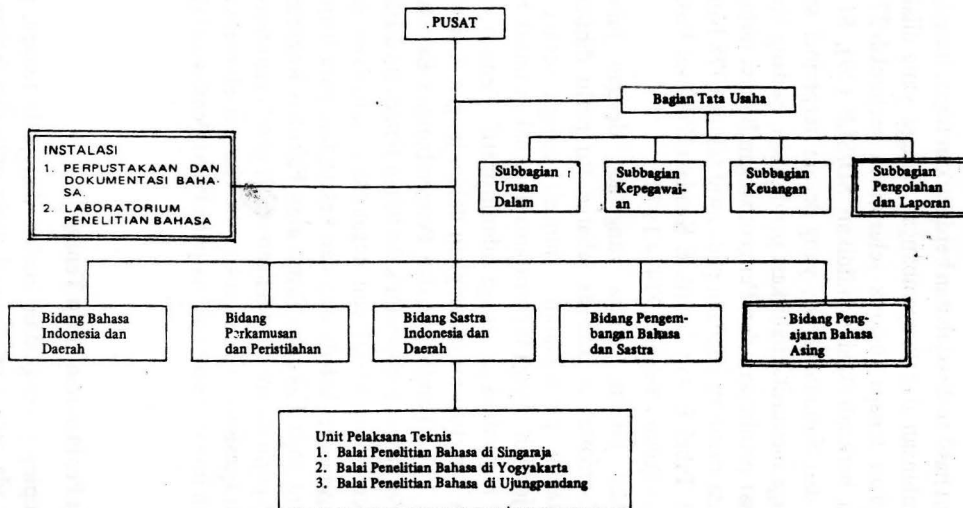 PUSAT
Bagian Tata Usaha
INSTALASI
1. PERPUSTAKAAN DAN
DOKUMENTASI BAHA-
SA.
2. LABORATORIUM
PENELITIAN BAHASA
Subbagian
Urusan
Dalam
Subbagian
Kepegawai-
an
Subbagian
Keuangan
Subbagian
Pengolahan
dan Laporan
Bidang Bahasa
Indonesia dan
Daerah
Bidang
Perkamusan
dan Peristilahan
Bidang Sastra
Indonesia dan
Daerah
Bidang Pengem-
bangan Bahasa
dan Sastra
Bidang Peng-
ajaran Bahasa
Asing
Unit Pelaksana Teknis
1. Balai Penelitian Bahasa di Singaraja
2. Balai Penelitian Bahasa di Yogyakarta
3. Balai Penelitian Bahasa di Ujungpandang